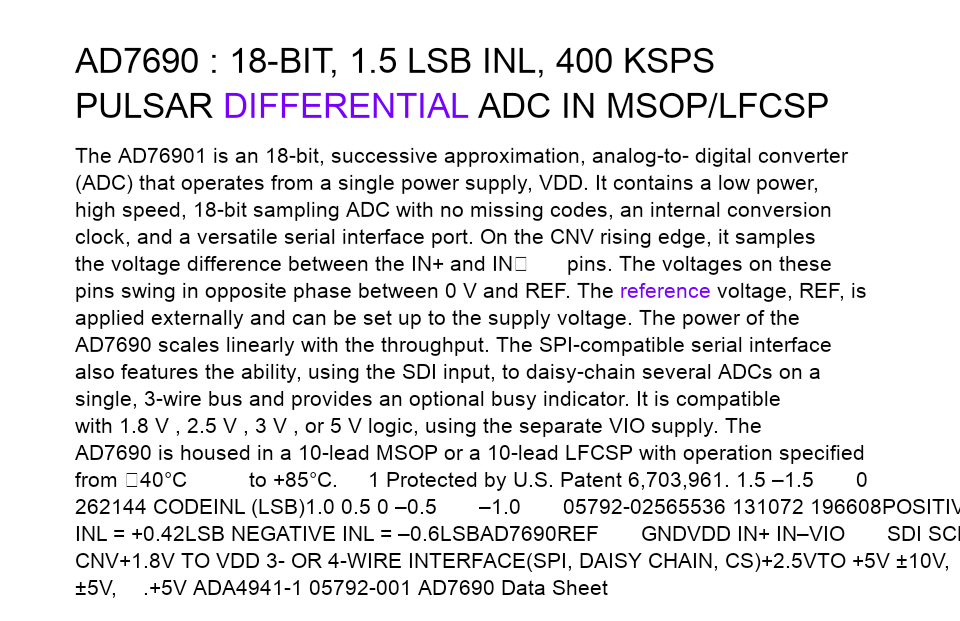 AD7690 : 18-BIT, 1.5 LSB INL, 400 KSPS
PULSAR DIFFERENTIAL ADC IN MSOP/LFCSP
The AD76901 is an 18-bit, successive approximation, analog-to- digital converter
(ADC) that operates from a single power supply, VDD. It contains a low power,
high speed, 18-bit sampling ADC with no missing codes, an internal conversion
clock, and a versatile serial interface port. On the CNV rising edge, it samples
the voltage difference between the IN+ and IN□ pins. The voltages on these
pins swing in opposite phase between 0 V and REF. The reference voltage, REF, is
applied externally and can be set up to the supply voltage. The power of the
AD7690 scales linearly with the throughput. The SPI-compatible serial interface
also features the ability, using the SDI input, to daisy-chain several ADCs on a
single, 3-wire bus and provides an optional busy indicator. It is compatible
with 1.8 V , 2.5 V , 3 V , or 5 V logic, using the separate VIO supply. The
AD7690 is housed in a 10-lead MSOP or a 10-lead LFCSP with operation specified
from □40°C to +85°C. 1 Protected by U.S. Patent 6,703,961. 1.5 –1.5 0
262144 CODEINL (LSB)1.0 0.5 0 –0.5 –1.0 05792-02565536 131072 196608POSITIV
INL = +0.42LSB NEGATIVE INL = –0.6LSBAD7690REF GNDVDD IN+ IN–VIO SDI SC
CNV+1.8V TO VDD 3- OR 4-WIRE INTERFACE(SPI, DAISY CHAIN, CS)+2.5VTO +5V ±10V,
±5V, .+5V ADA4941-1 05792-001 AD7690 Data Sheet